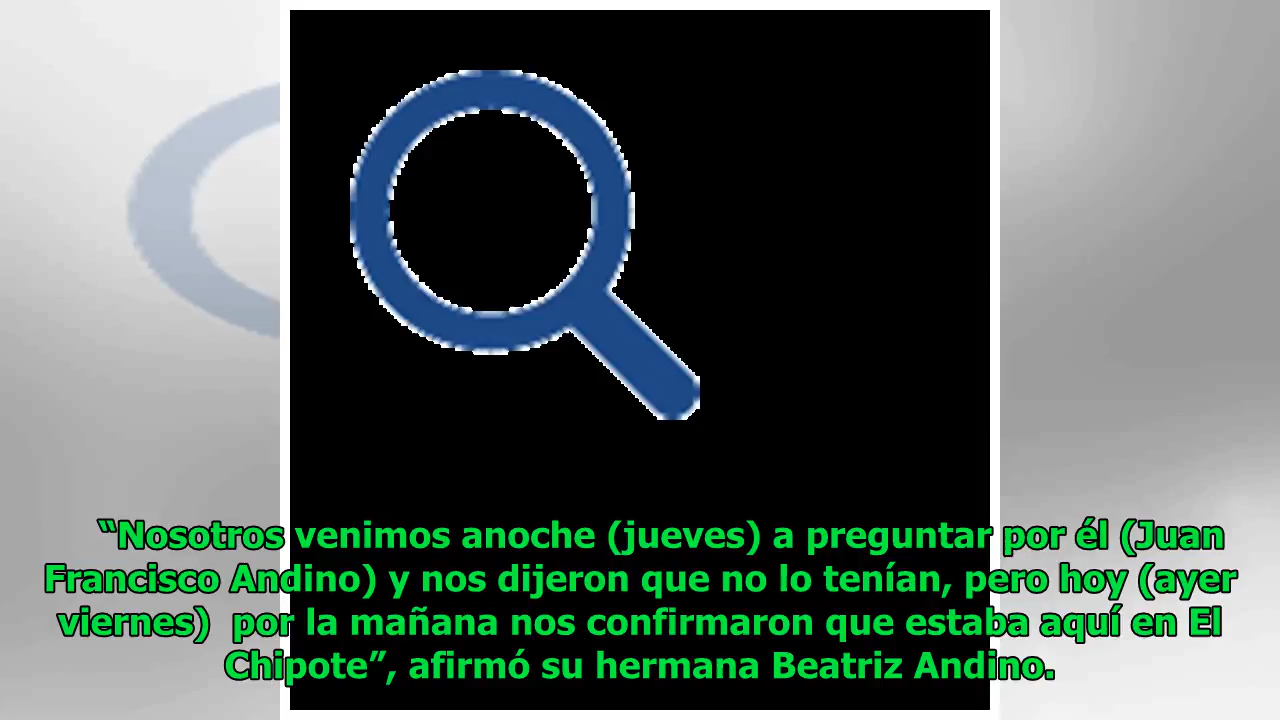 “Nosotros venimos anoche (jueves) a preguntar por él (Juan
Francisco Andino) y nos dijeron que no lo tenían, pero hoy (ayer
viernes)  por la mañana nos confirmaron que estaba aquí en El
Chipote”, afirmó su hermana Beatriz Andino.